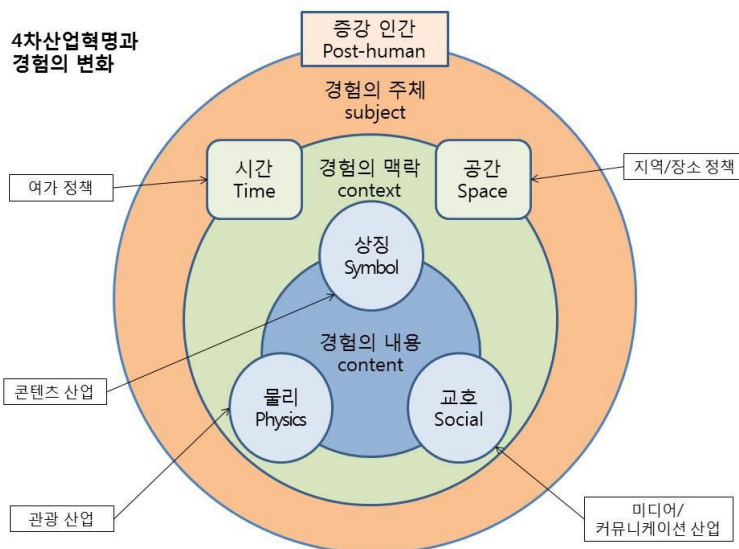 4차산업혁명과
경험의 변화
증강 인간
Post-human
경험의 주체
subject
시간
Time
경험의 맥락
context
공간
Space
여가 정책
지역/장소 정책
상징
Symbol
경험의 내용
content
콘텐츠 산업
물리
Physics
교호
Social
관광 산업
미디어/
커뮤니케이션 산업